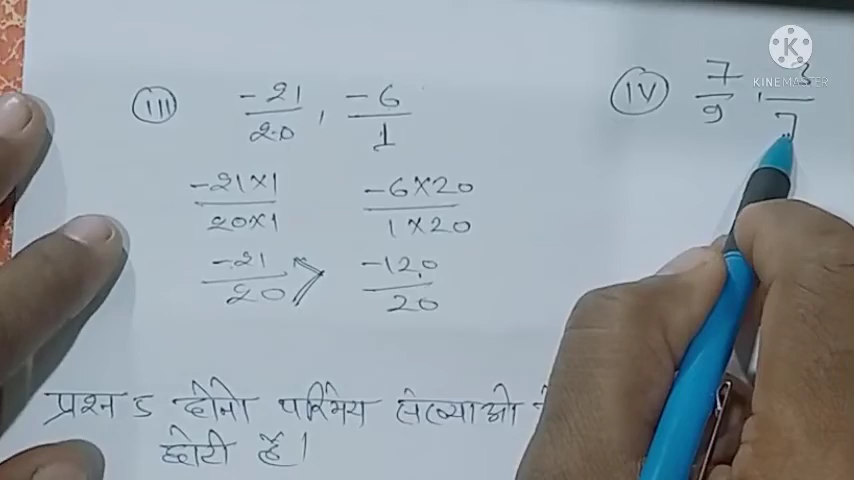 (III) -21/20 , -6/1
-21×1/20×1 -6×20/1×20
-21/20 > -120/20
(IV) 7/9 , /7
KINEMASTER
प्रश्न 5 दोनो परिमेय संख्याओ
छोटी है।